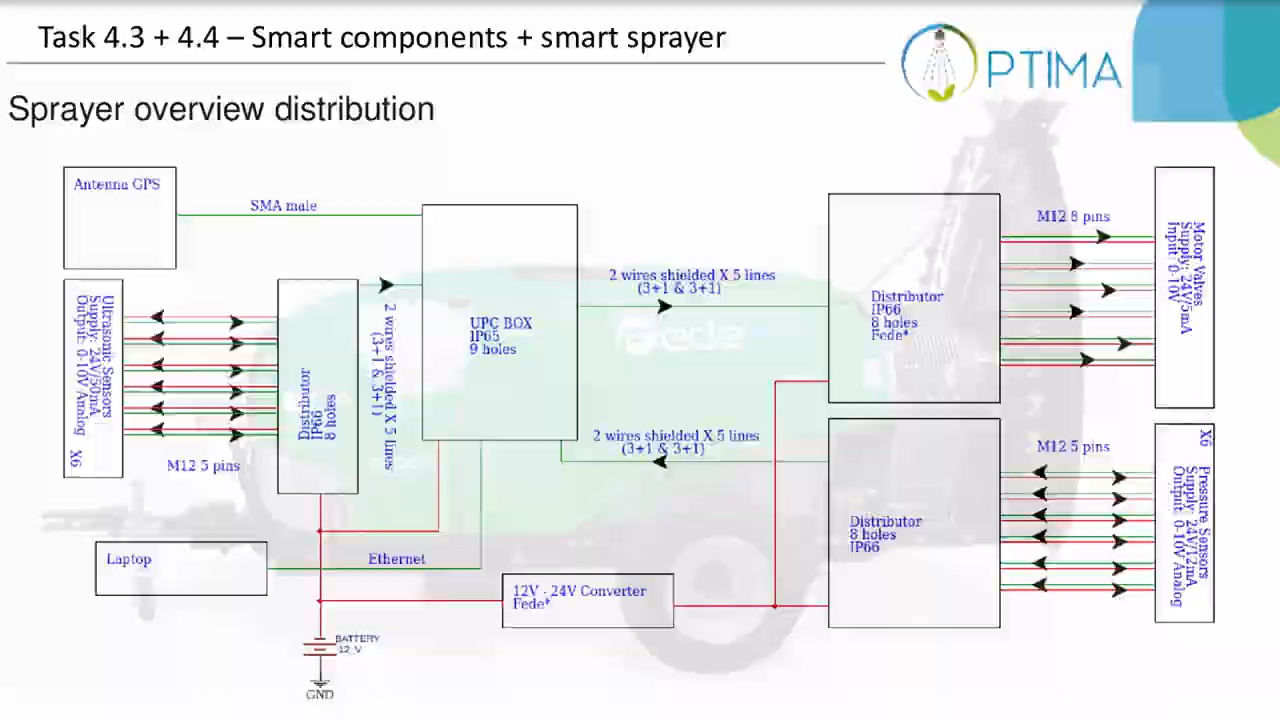 Task 4.3 + 4.4 – Smart components + smart sprayer
PTIMA
Sprayer overview distribution
Antenna GPS
SMA male
Ultrasonic Sensors
Supply: 24V/50mA
Output: 0-10V Analog X6
M12 5 pins
Distributor
IP66
8 holes
2 wires shielded X 5 lines
(3+1 & 3+1)
UPC BOX
IP65
9 holes
2 wires shielded X 5 lines
(3+1 & 3+1)
2 wires shielded X 5 lines
(3+1 & 3+1)
Distributor
IP66
8 holes
Fede*
M12 8 pins
Motor Valves
Supply: 24V/5mA
Input: 0-10V
Distributor
8 holes
IP66
M12 5 pins
X6 Pressure Sensors
Supply: 24V/12mA
Output: 0-10V Analog
Laptop
Ethernet
12V - 24V Converter
Fede*
BATTERY
12 V
GND